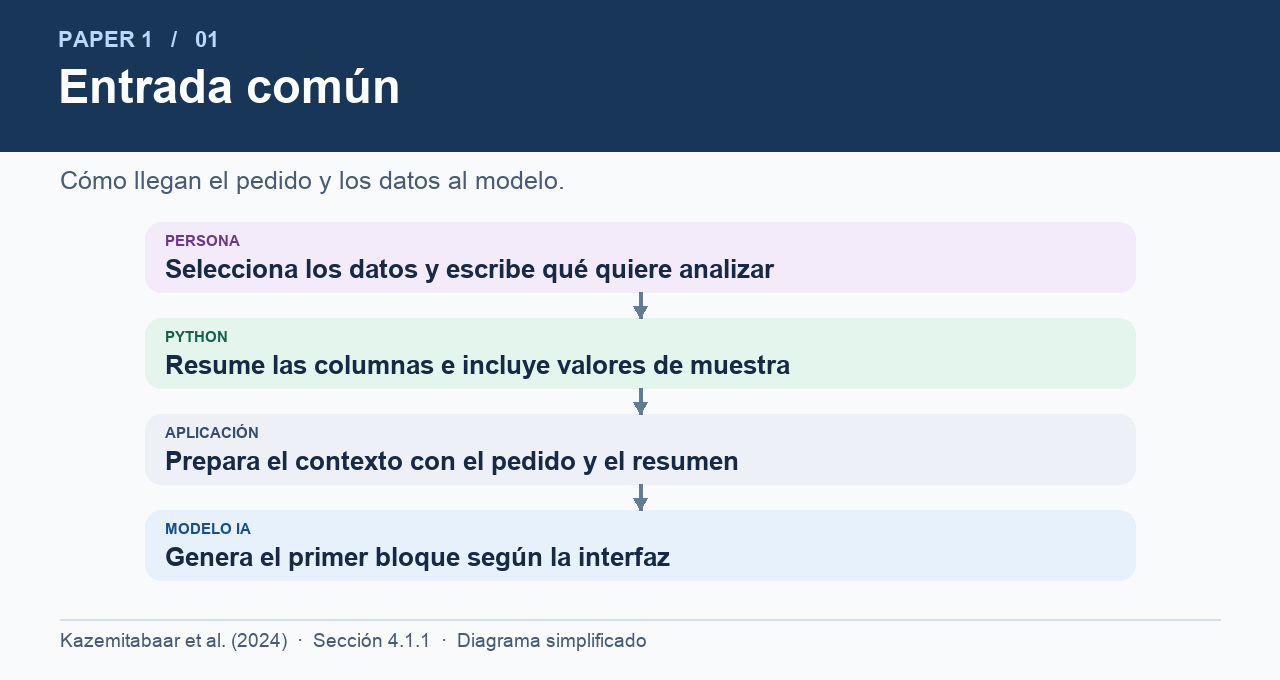 PAPER 1 / 01
Entrada común
Cómo llegan el pedido y los datos al modelo.
PERSONA
Selecciona los datos y escribe qué quiere analizar
PYTHON
Resume las columnas e incluye valores de muestra
APLICACIÓN
Prepara el contexto con el pedido y el resumen
MODELO IA
Genera el primer bloque según la interfaz
Kazemitabaar et al. (2024) · Sección 4.1.1 · Diagrama simplificado